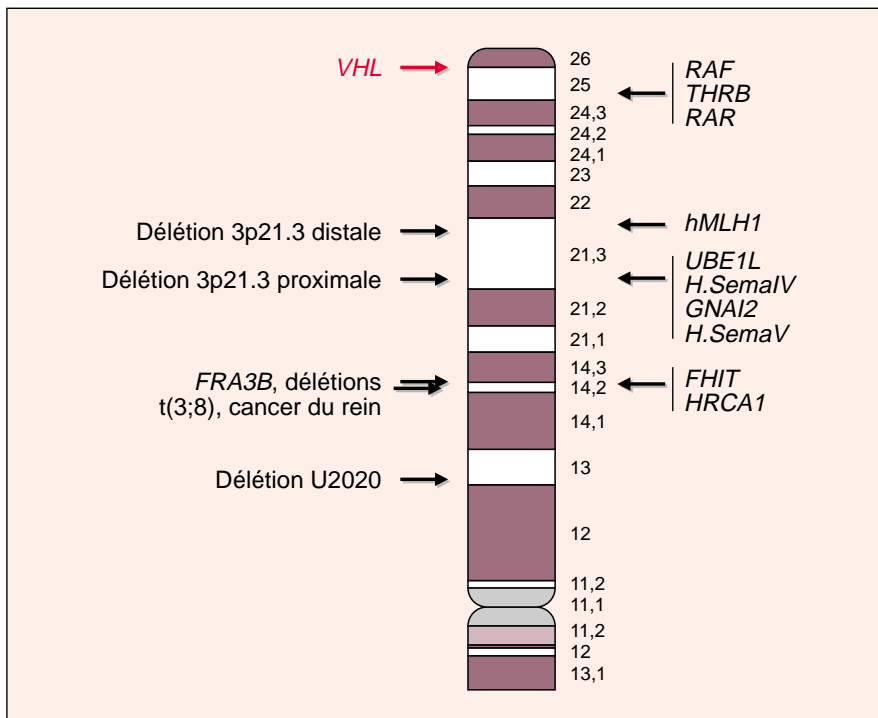 VHL
Délétion 3p21.3 distale
Délétion 3p21.3 proximale
FRA3B, délétions
t(3;8), cancer du rein
Délétion U2020
26
25
24,3
24,2
24,1
23
22
21,3
21,2
21,1
14,3
14,2
14,1
13
12
11,2
11,1
11,2
12
13,1
RAF
THRB
RAR
hMLH1
UBE1L
H.SemaIV
GNAI2
H.SemaV
FHIT
HRCA1